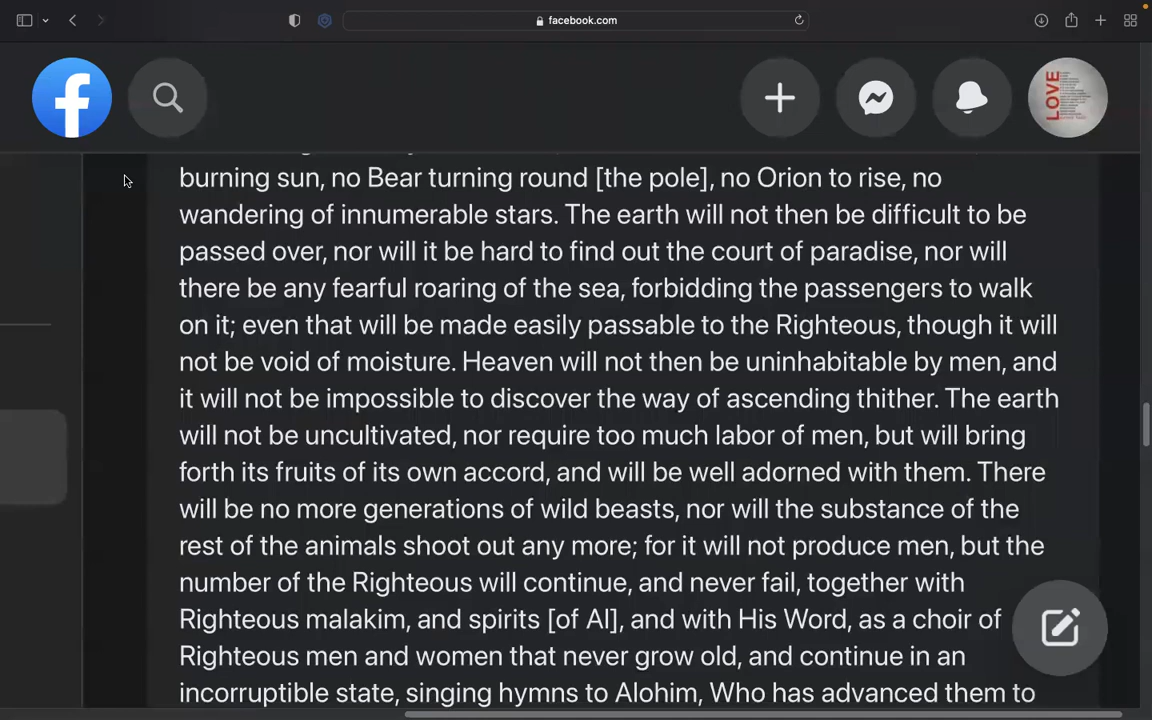 facebook.com
LOVE
burning sun, no Bear turning round [the pole], no Orion to rise, no
wandering of innumerable stars. The earth will not then be difficult to be
passed over, nor will it be hard to find out the court of paradise, nor will
there be any fearful roaring of the sea, forbidding the passengers to walk
on it; even that will be made easily passable to the Righteous, though it will
not be void of moisture. Heaven will not then be uninhabitable by men, and
it will not be impossible to discover the way of ascending thither. The earth
will not be uncultivated, nor require too much labor of men, but will bring
forth its fruits of its own accord, and will be well adorned with them. There
will be no more generations of wild beasts, nor will the substance of the
rest of the animals shoot out any more; for it will not produce men, but the
number of the Righteous will continue, and never fail, together with
Righteous malakim, and spirits [of Al], and with His Word, as a choir of
Righteous men and women that never grow old, and continue in an
incorruptible state, singing hymns to Alohim, Who has advanced them to